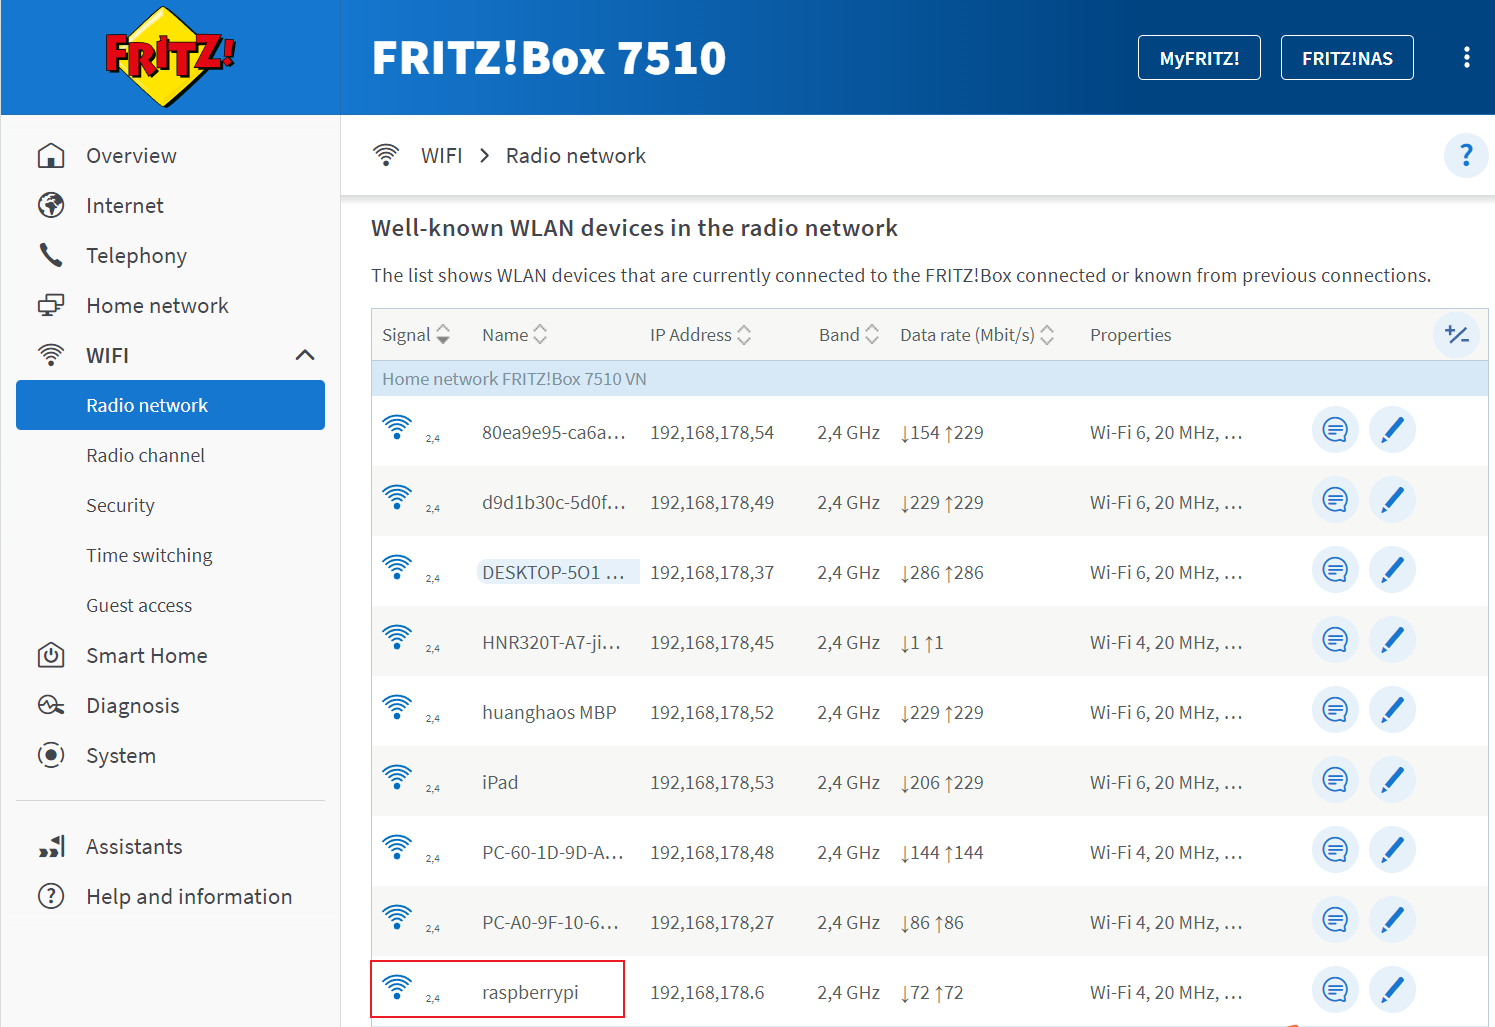 FRITZ!
FRITZ!Box 7510
MyFRITZ!
FRITZ!NAS
Overview
Internet
Telephony
Home network
WIFI
Radio network
Radio channel
Security
Time switching
Guest access
Smart Home
Diagnosis
System
Assistants
Help and information
WIFI > Radio network
?
Well-known WLAN devices in the radio network
The list shows WLAN devices that are currently connected to the FRITZ!Box connected or known from previous connections.
Signal Name IP Address Band Data rate (Mbit/s) Properties
Home network FRITZ!Box 7510 VN
2,4 80ea9e95-ca6a... 192,168,178,54 2,4 GHz ↓154 ↑229 Wi-Fi 6, 20 MHz, ...
2,4 d9d1b30c-5d0f... 192,168,178,49 2,4 GHz ↓229 ↑229 Wi-Fi 6, 20 MHz, ...
2,4 DESKTOP-5O1 ... 192,168,178,37 2,4 GHz ↓286 ↑286 Wi-Fi 6, 20 MHz, ...
2,4 HNR320T-A7-ji... 192,168,178,45 2,4 GHz ↓1 ↑1 Wi-Fi 4, 20 MHz, ...
2,4 huanghaos MBP 192,168,178,52 2,4 GHz ↓229 ↑229 Wi-Fi 6, 20 MHz, ...
2,4 iPad 192,168,178,53 2,4 GHz ↓206 ↑229 Wi-Fi 6, 20 MHz, ...
2,4 PC-60-1D-9D-A... 192,168,178,48 2,4 GHz ↓144 ↑144 Wi-Fi 4, 20 MHz, ...
2,4 PC-A0-9F-10-6... 192,168,178,27 2,4 GHz ↓86 ↑86 Wi-Fi 4, 20 MHz, ...
2,4 raspberrypi 192,168,178.6 2,4 GHz ↓72 ↑72 Wi-Fi 4, 20 MHz, ...